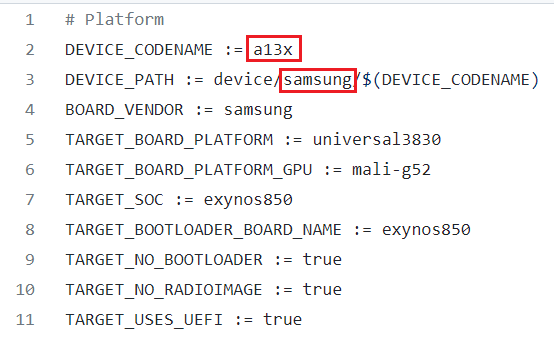 1 # Platform
2 DEVICE_CODENAME := a13x
3 DEVICE_PATH := device/samsung/$(DEVICE_CODENAME)
4 BOARD_VENDOR := samsung
5 TARGET_BOARD_PLATFORM := universal3830
6 TARGET_BOARD_PLATFORM_GPU := mali-g52
7 TARGET_SOC := exynos850
8 TARGET_BOOTLOADER_BOARD_NAME := exynos850
9 TARGET_NO_BOOTLOADER := true
10 TARGET_NO_RADIOIMAGE := true
11 TARGET_USES_UEFI := true